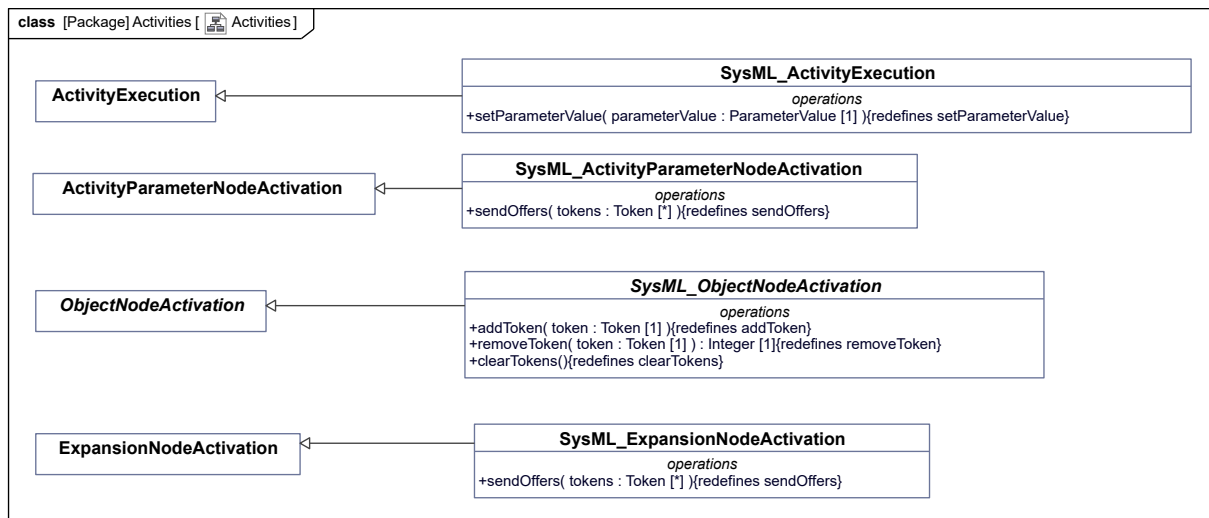 class [Package] Activities [ Activities ]
SysML_ActivityExecution
ActivityExecution
operations
+setParameterValue( parameterValue : ParameterValue [1] ){redefines setParameterValue}
SysML_ActivityParameterNodeActivation
ActivityParameterNodeActivation
operations
+sendOffers( tokens : Token [*] ){redefines sendOffers}
SysML_ObjectNodeActivation
ObjectNodeActivation
operations
+addToken( token : Token [1] ){redefines addToken}
+removeToken( token : Token [1] ) : Integer [1]{redefines removeToken}
+clearTokens(){redefines clearTokens}
SysML_ExpansionNodeActivation
ExpansionNodeActivation
operations
+sendOffers( tokens : Token [*] ){redefines sendOffers}